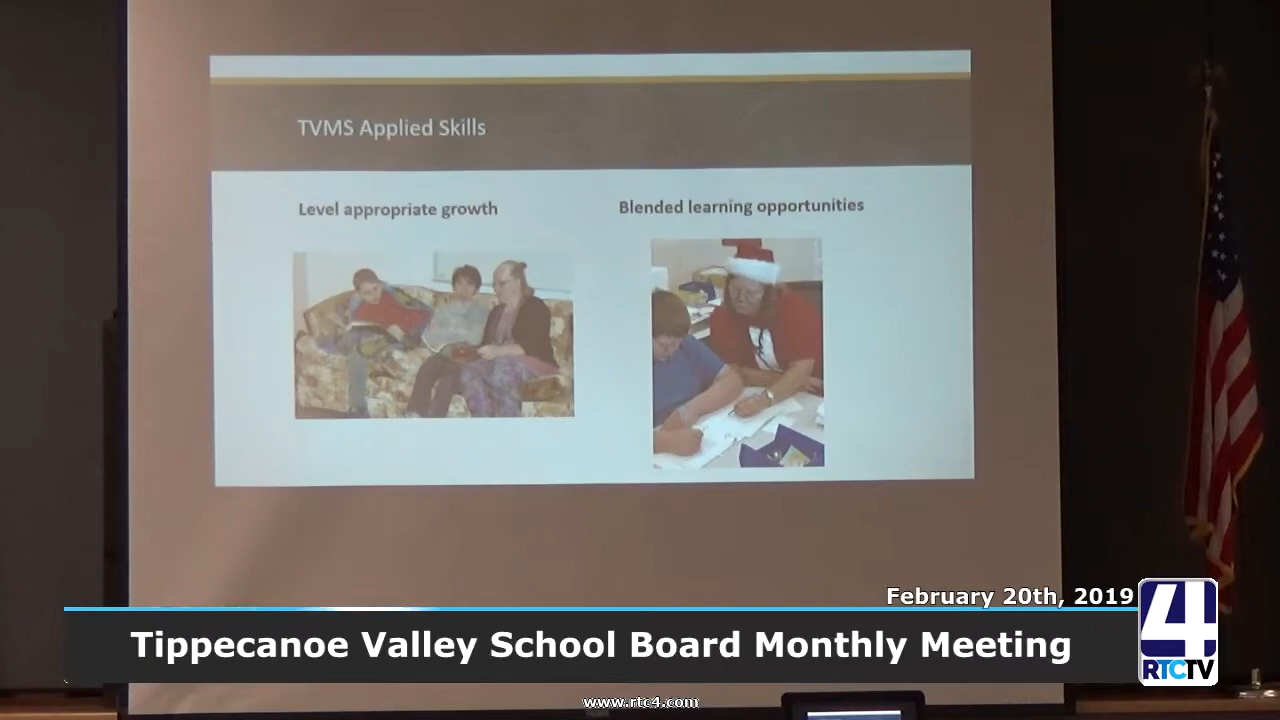 TVMS Applied Skills
Level appropriate growth
Blended learning opportunities
February 20th, 2019
Tippecanoe Valley School Board Monthly Meeting
4
RTCTV
www.rtc4.com